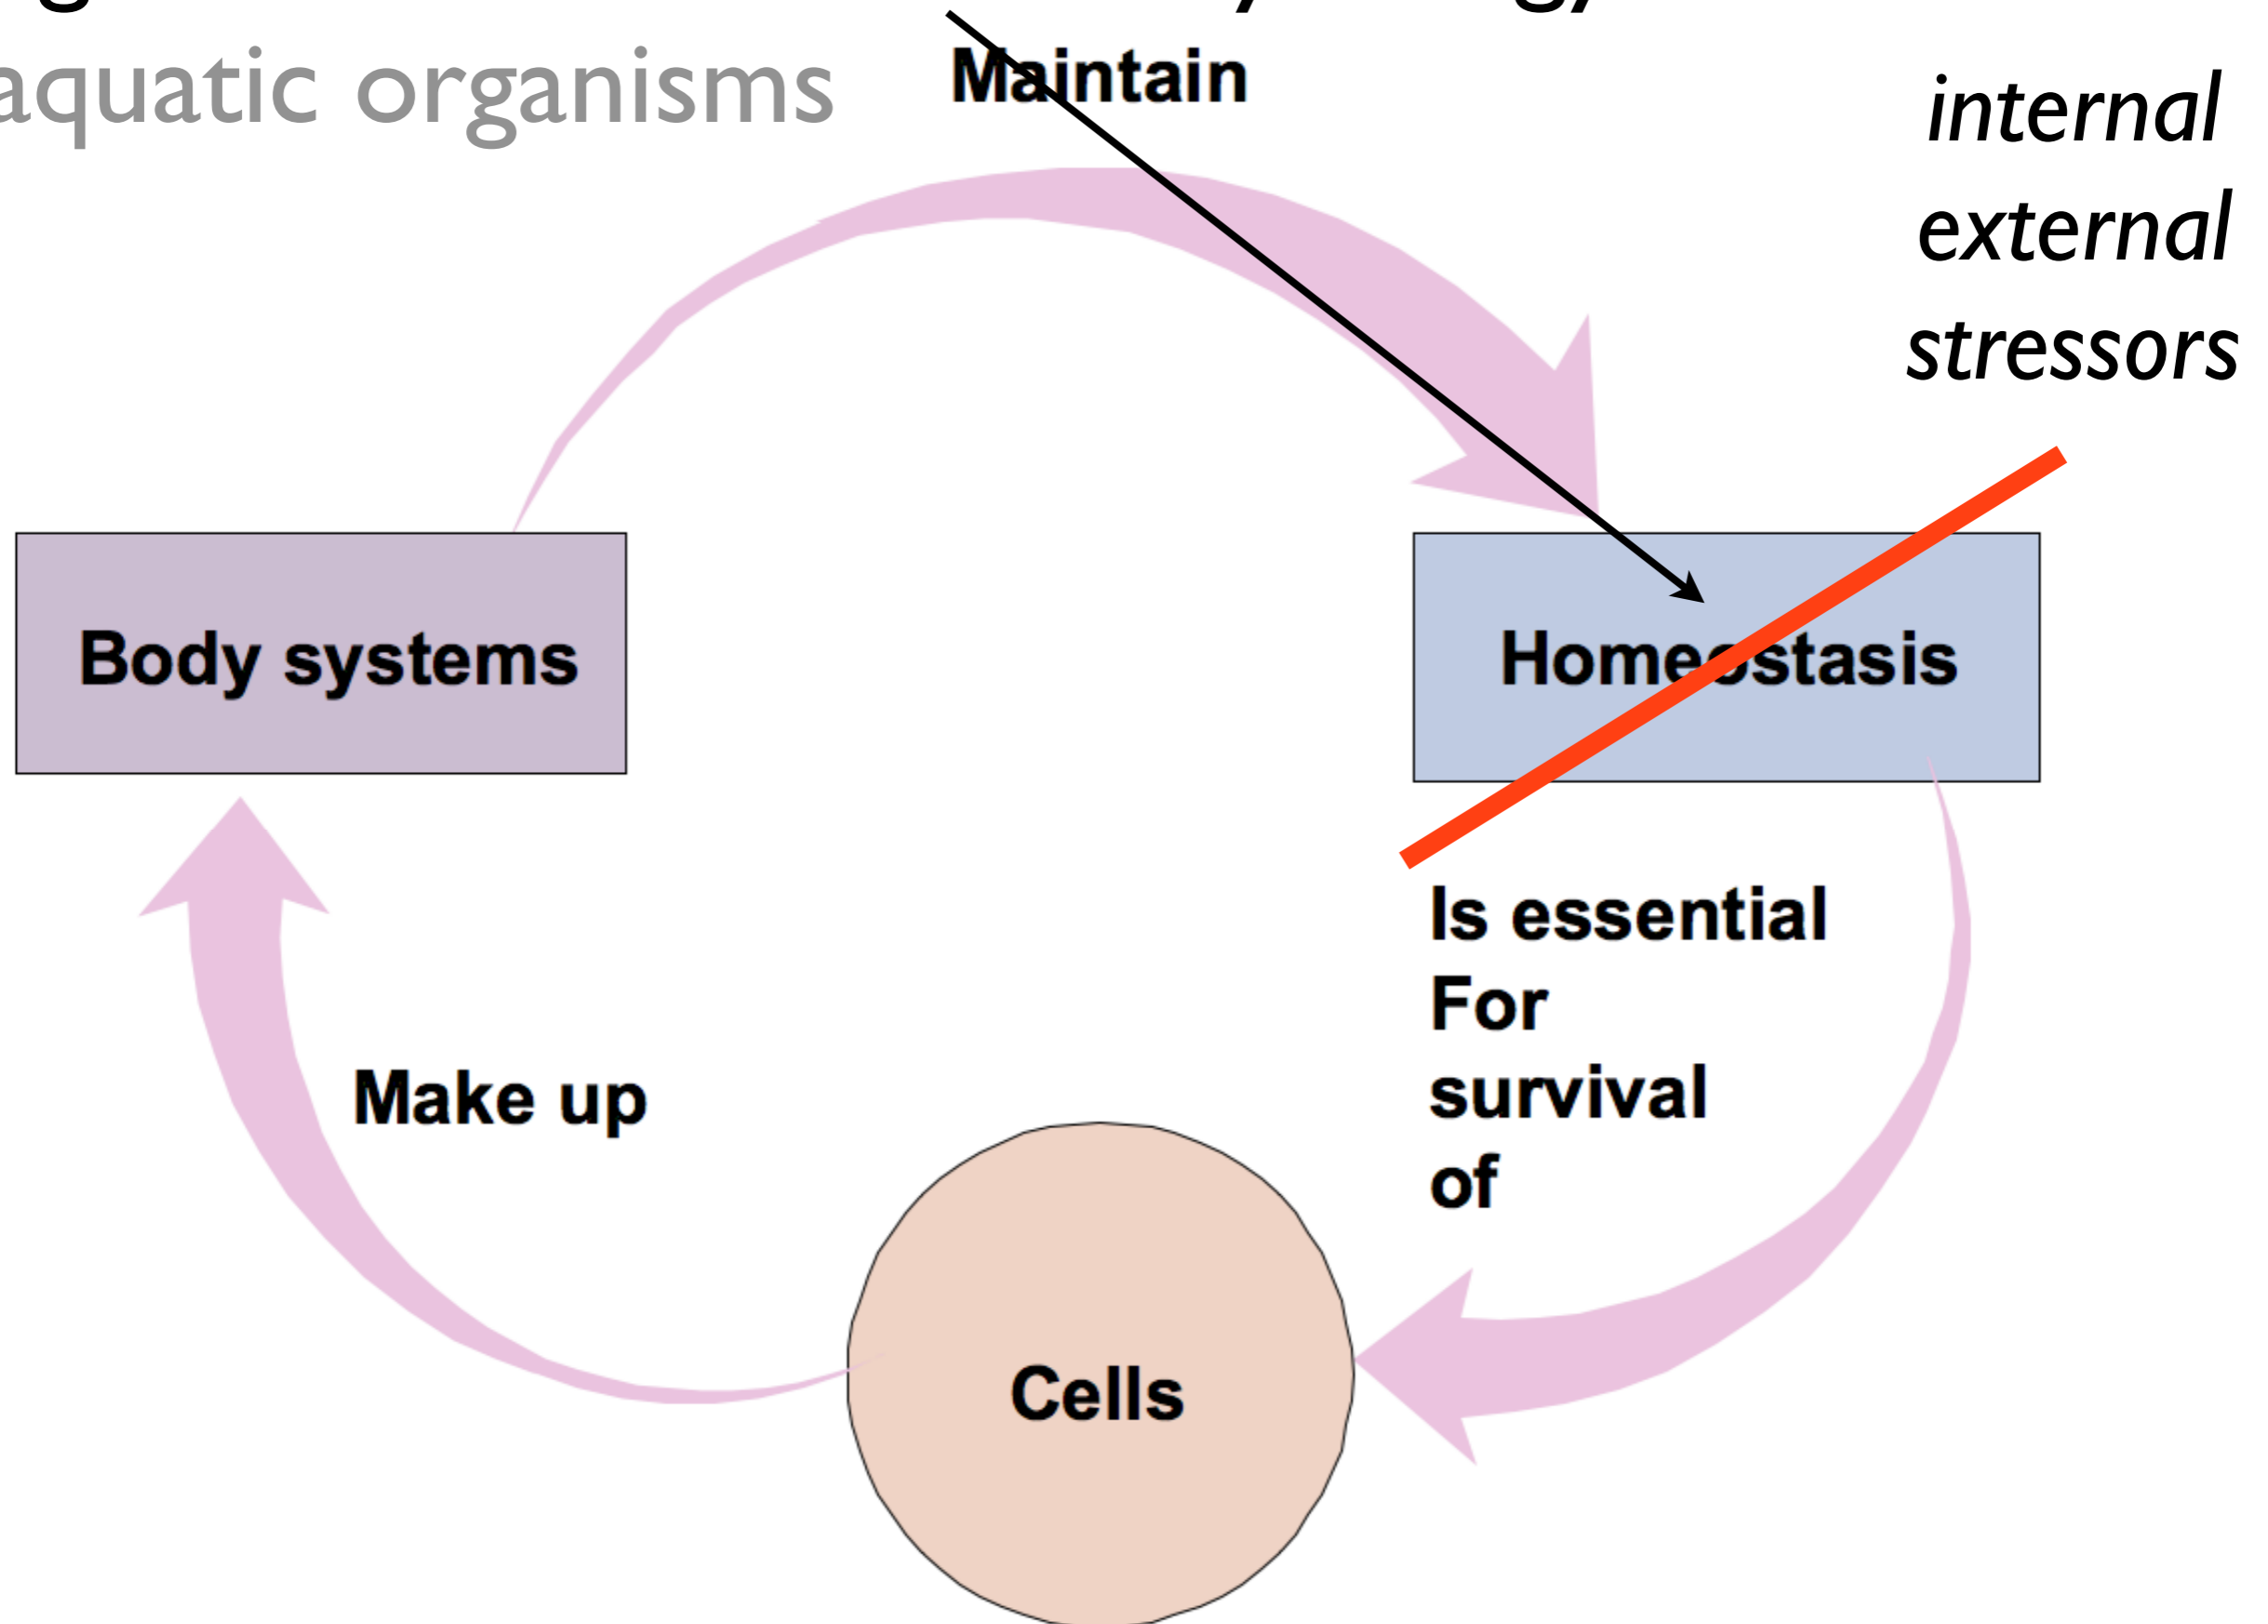 aquatic organisms
Maintain
internal
external
stressors
Body systems
Homeostasis
Is essential
For
survival
of
Make up
Cells